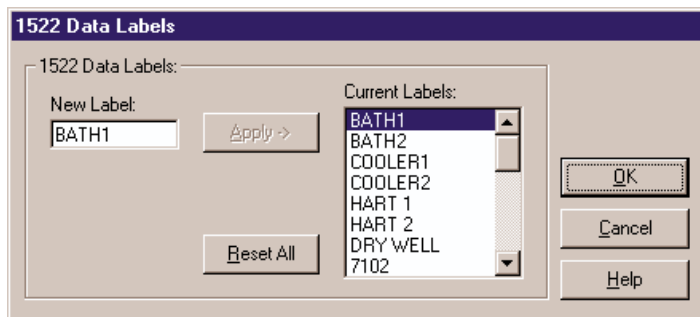 1522 Data Labels
1522 Data Labels:
New Label:
BATH1
Apply ->
Reset All
Current Labels:
BATH1
BATH2
COOLER1
COOLER2
HART 1
HART 2
DRY WELL
7102
OK
Cancel
Help